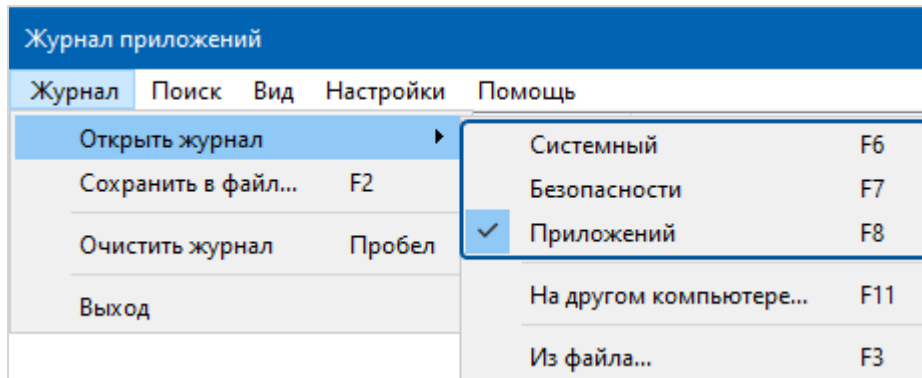 Журнал приложений
Журнал Поиск Вид Настройки Помощь
Открыть журнал
Сохранить в файл... F2
Очистить журнал Пробел
Выход
Системный F6
Безопасности F7
Приложений F8
На другом компьютере... F11
Из файла... F3